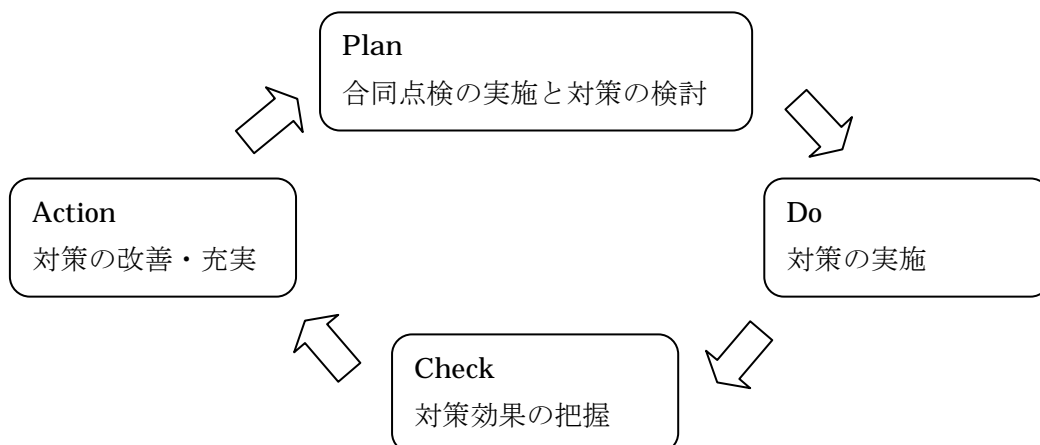 Plan
合同点検の実施と対策の検討
Action
対策の改善・充実
Do
対策の実施
Check
対策効果の把握